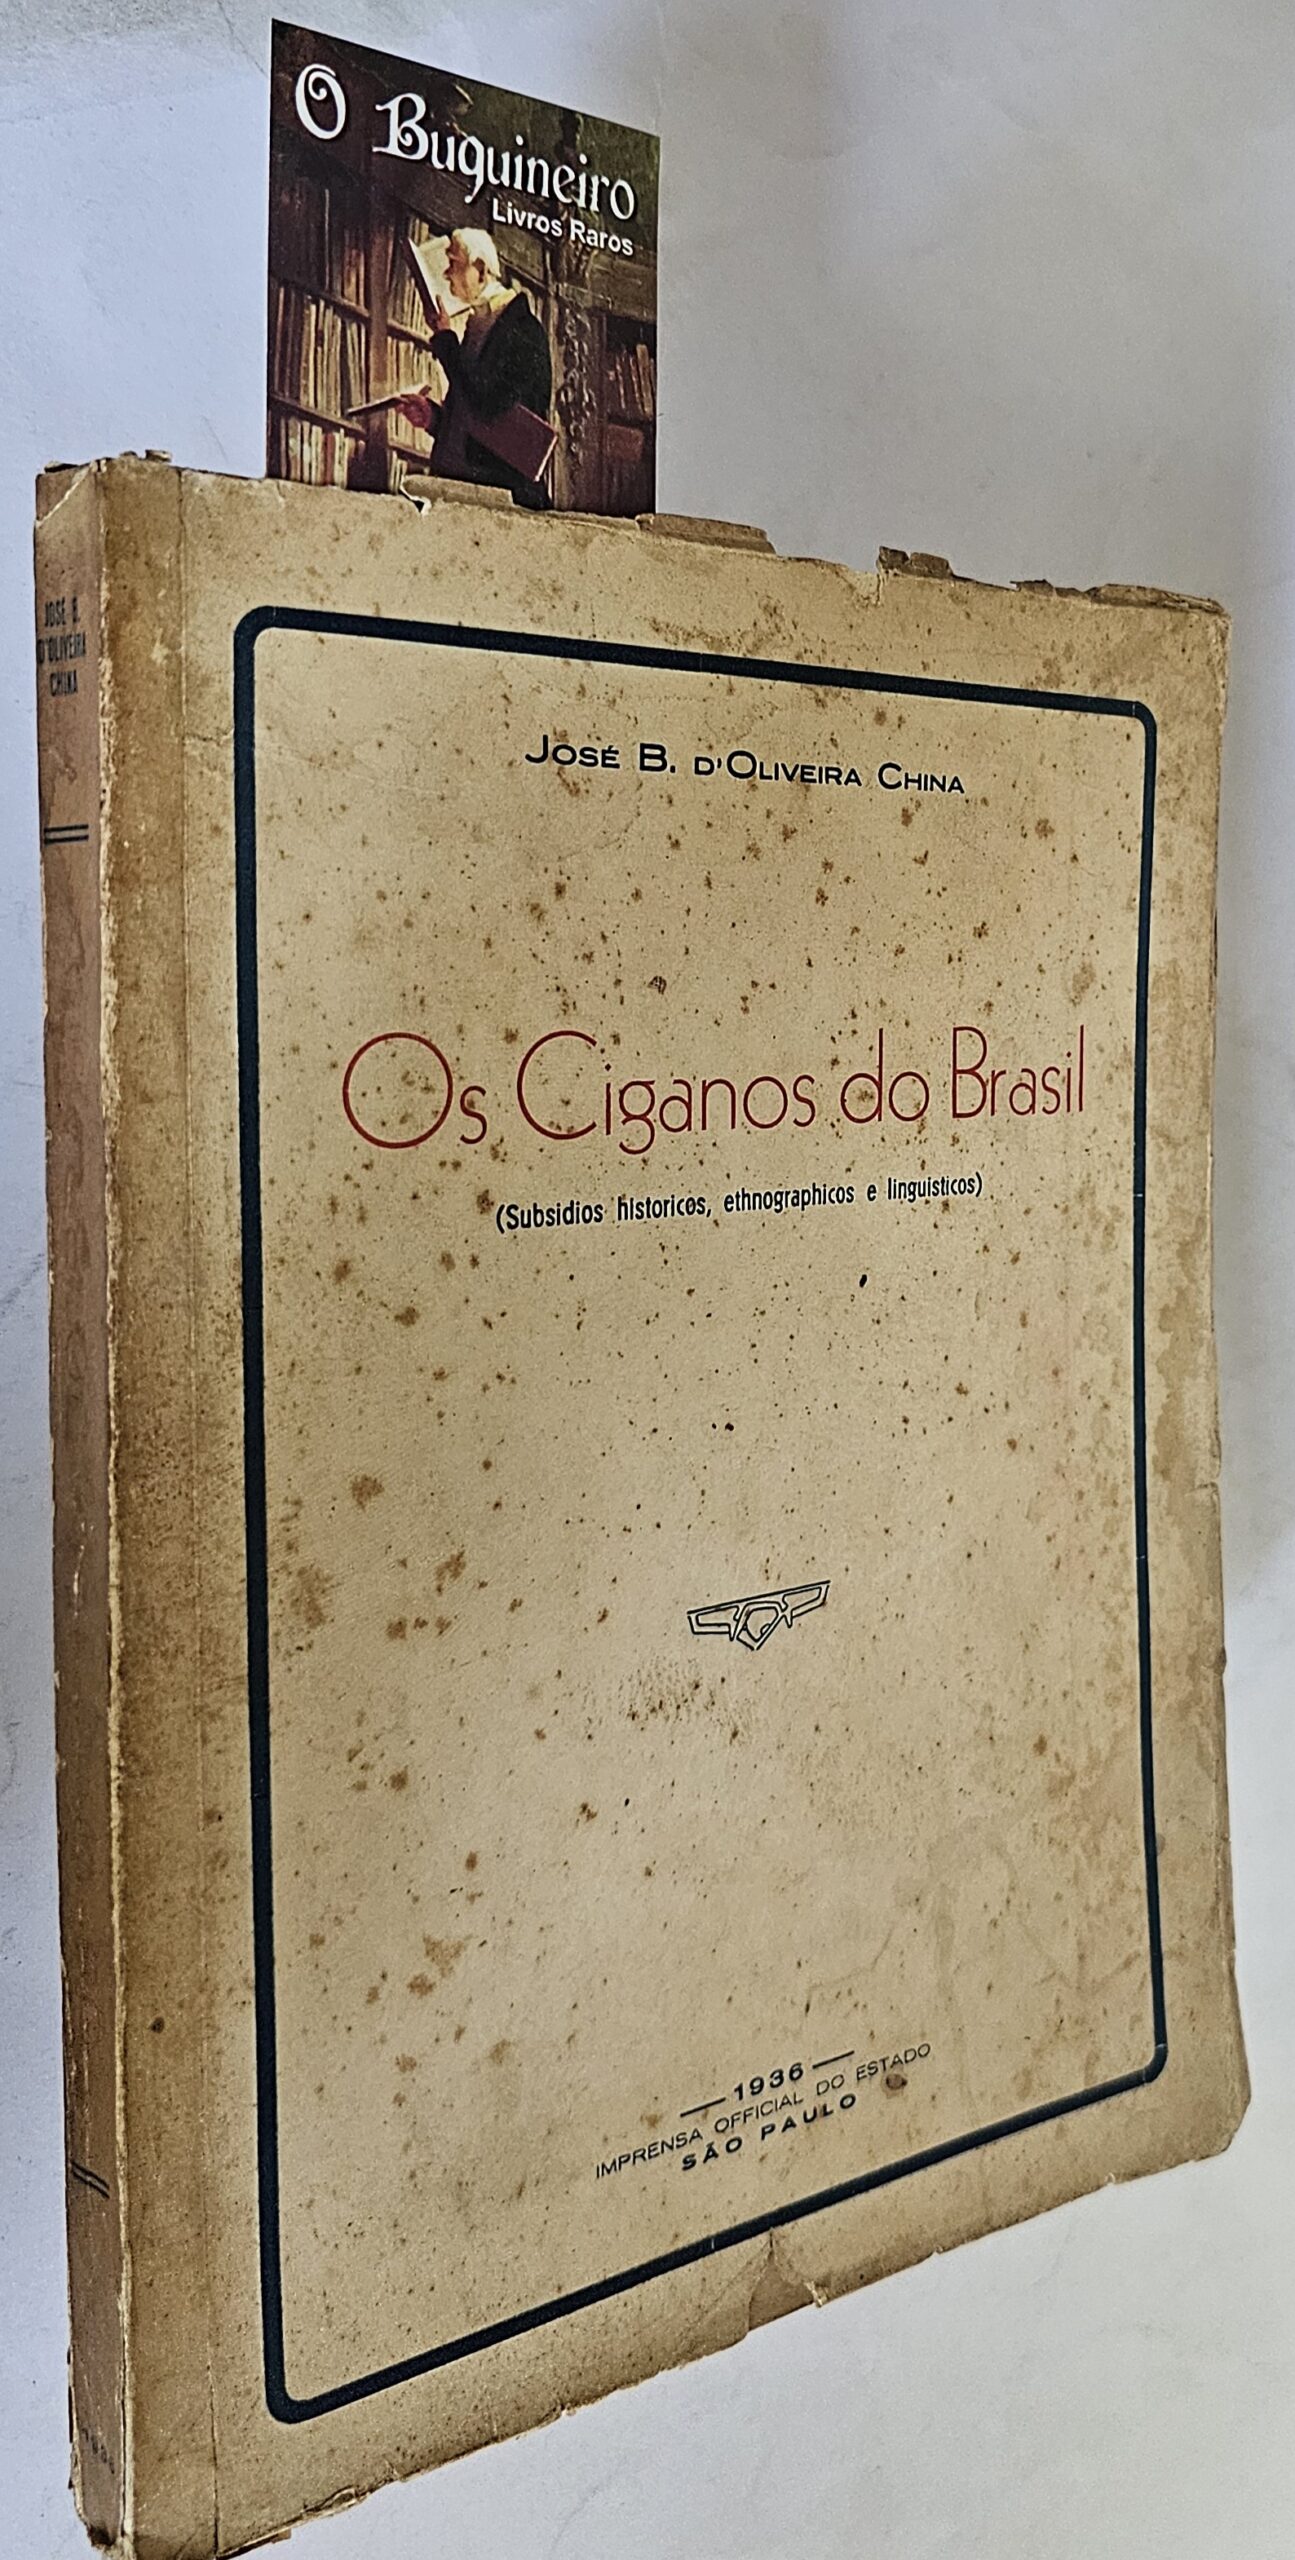 O Buquineiro
Livros Raros
JOSÉ B.
D'OLIVEIRA
CHINA
JOSÉ B. D'OLIVEIRA CHINA
Os Ciganos do Brasil
(Subsidios historicos, ethnographicos e linguisticos)
— 1936 —
IMPRENSA OFFICIAL DO ESTADO
SÃO PAULO